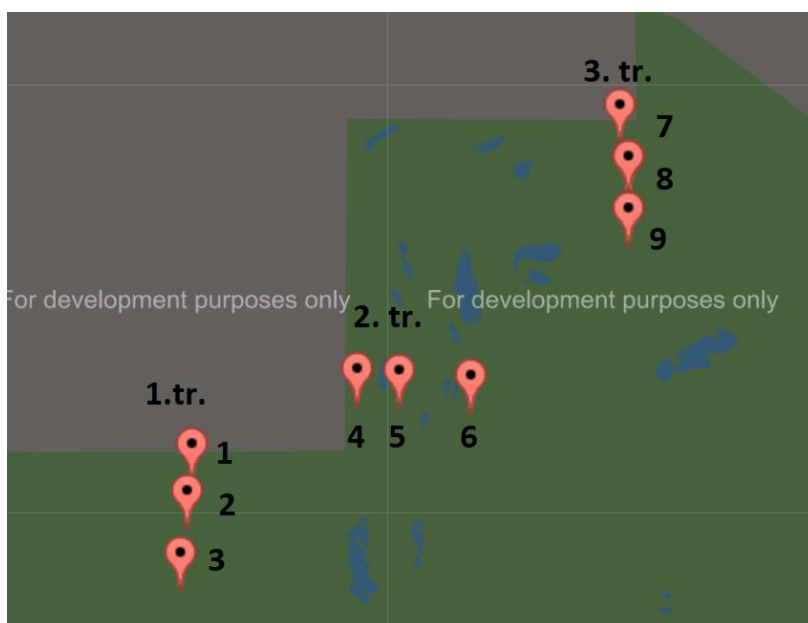 3. tr.
7
8
9
For development purposes only For development purposes only
2. tr.
1.tr.
4 5 6
1
2
3